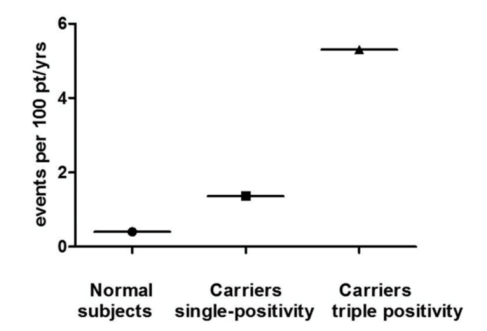 6
4
2
0
events per 100 pt/yrs
Normal
subjects
Carriers
single-positivity
Carriers
triple positivity